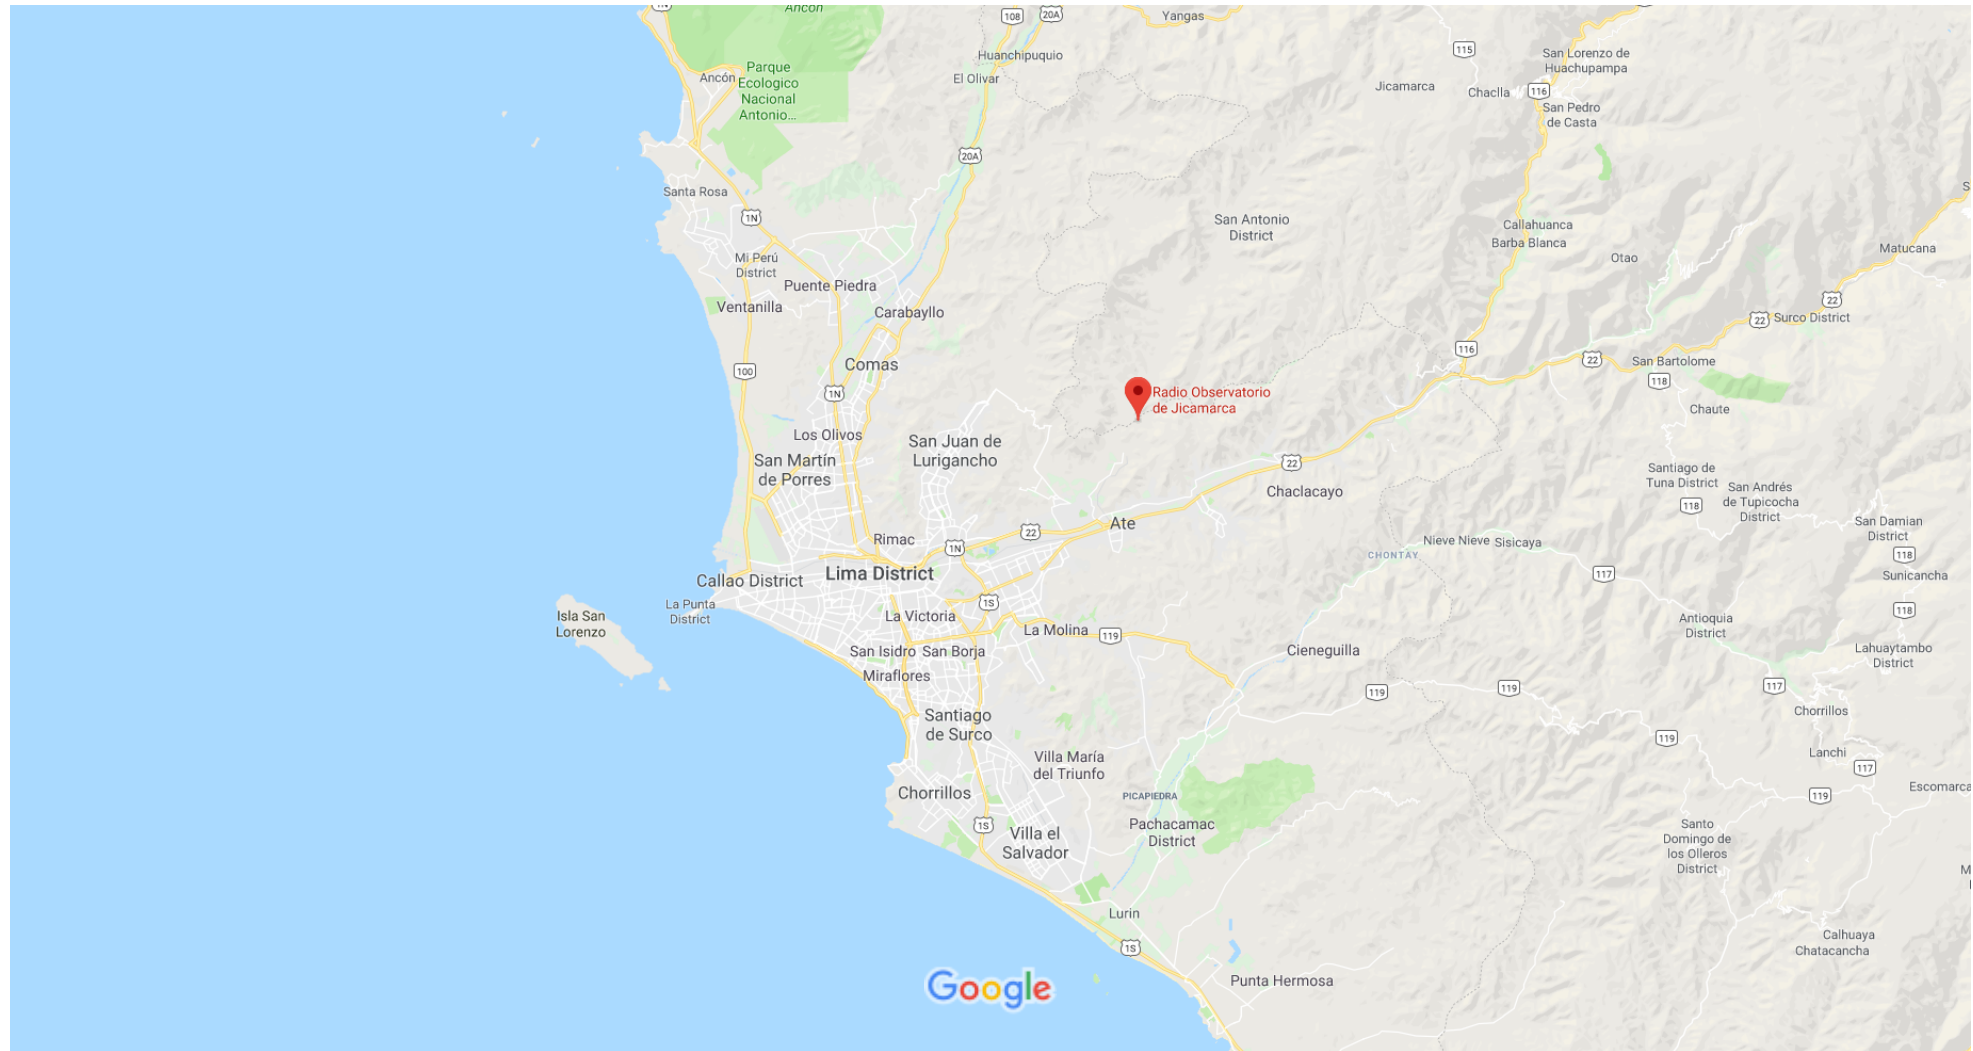 1N
Ancón
108
20A
Yangas
Huanchipuquio
115
San Lorenzo de
Huachupampa
Ancón
Parque
Ecologico
Nacional
Antonio...
El Olivar
Jicamarca
Chaclla
116
San Pedro
de Casta
20A
Santa Rosa
1N
San Antonio
District
Callahuanca
Barba Blanca
Otao
Matucana
Mi Perú
District
Puente Piedra
Ventanilla
Carabayllo
22
22
Surco District
Comas
100
1N
116
22
San Bartolome
118
Radio Observatorio
de Jicamarca
Chaute
Los Olivos
San Juan de
Lurigancho
San Martín
de Porres
22
Chaclacayo
Santiago de
Tuna District
118
San Andrés
de Tupicocha
District
Ate
22
Rimac
1N
San Damian
District
118
Nieve Nieve
Sisicaya
CHONTAY
Lima District
Callao District
117
Sunicancha
La Punta
District
1S
118
Isla San
Lorenzo
La Victoria
La Molina
119
Antioquia
District
San Isidro
San Borja
Cieneguilla
Lahuaytambo
District
Miraflores
119
119
117
Santiago
de Surco
Chorrillos
119
Villa María
del Triunfo
Lanchi
117
Chorrillos
PICAPIEDRA
119
Escomarca
1S
Pachacamac
District
Villa el
Salvador
Santo
Domingo de
los Olleros
District
Lurin
1S
Calhuaya
Chatacancha
Google
Punta Hermosa